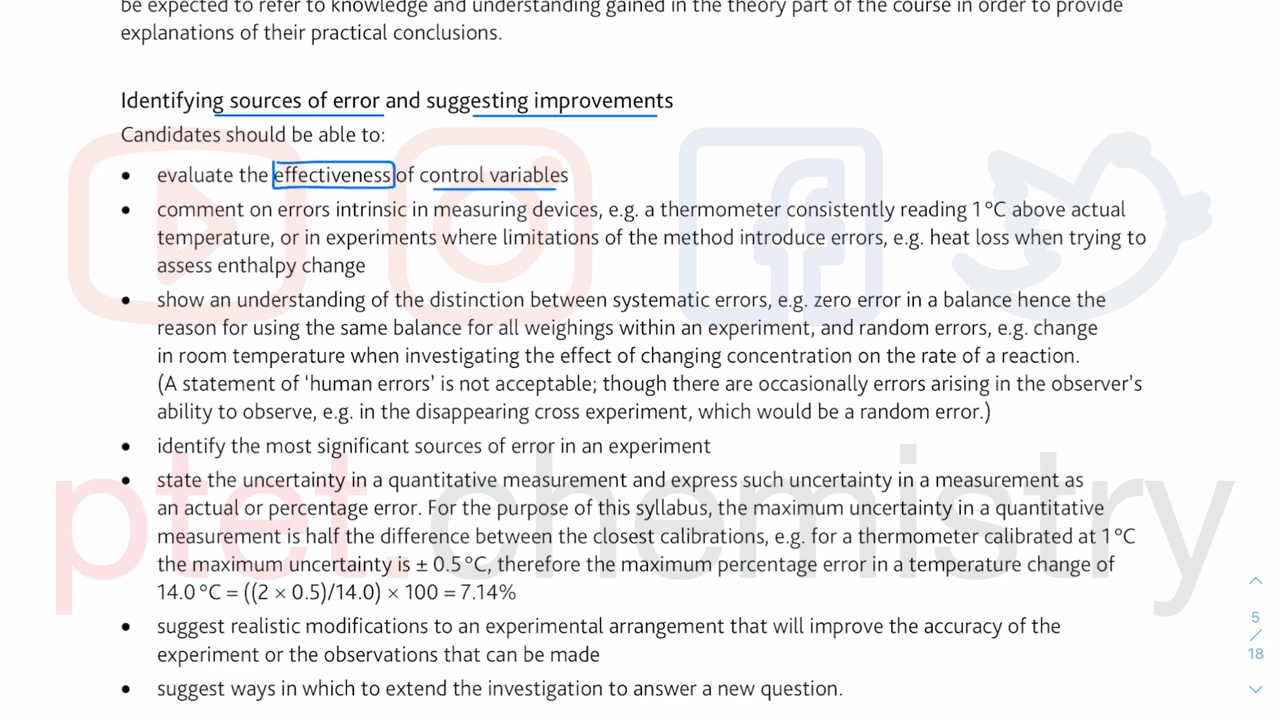 be expected to refer to knowledge and understanding gained in the theory part of the course in order to provide
explanations of their practical conclusions.
Identifying sources of error and suggesting improvements
Candidates should be able to:
• evaluate the effectiveness of control variables
• comment on errors intrinsic in measuring devices, e.g. a thermometer consistently reading 1 °C above actual
temperature, or in experiments where limitations of the method introduce errors, e.g. heat loss when trying to
assess enthalpy change
• show an understanding of the distinction between systematic errors, e.g. zero error in a balance hence the
reason for using the same balance for all weighings within an experiment, and random errors, e.g. change
in room temperature when investigating the effect of changing concentration on the rate of a reaction.
(A statement of ‘human errors’ is not acceptable; though there are occasionally errors arising in the observer’s
ability to observe, e.g. in the disappearing cross experiment, which would be a random error.)
• identify the most significant sources of error in an experiment
• state the uncertainty in a quantitative measurement and express such uncertainty in a measurement as
an actual or percentage error. For the purpose of this syllabus, the maximum uncertainty in a quantitative
measurement is half the difference between the closest calibrations, e.g. for a thermometer calibrated at 1 °C
the maximum uncertainty is ± 0.5 °C, therefore the maximum percentage error in a temperature change of
14.0 °C = ((2 × 0.5)/14.0) × 100 = 7.14%
• suggest realistic modifications to an experimental arrangement that will improve the accuracy of the
experiment or the observations that can be made
• suggest ways in which to extend the investigation to answer a new question.
ptet.chemistry
5
/
18